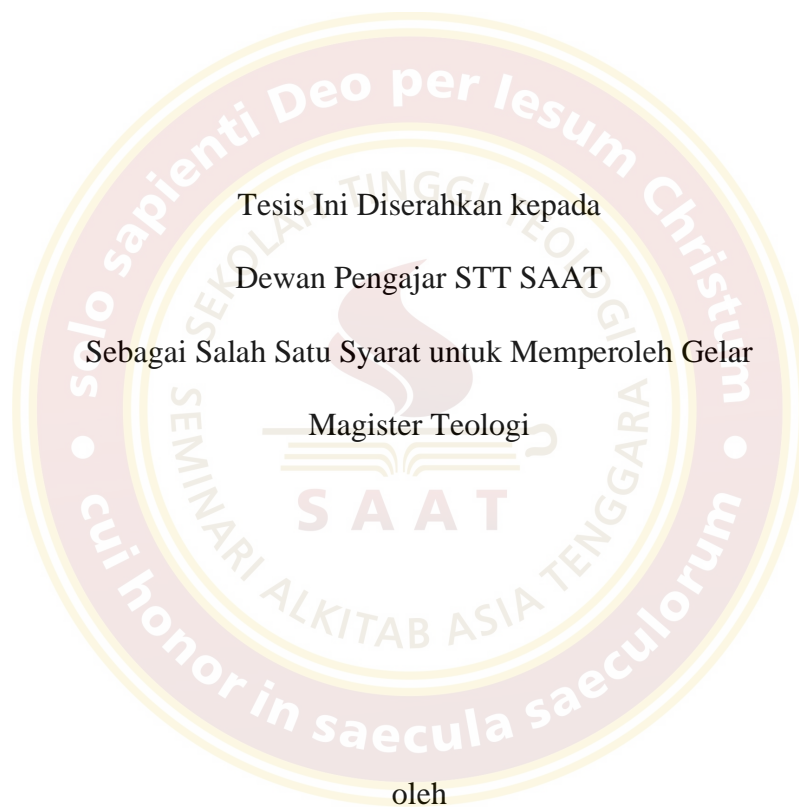 solo sapienti Deo per Iesum Christum
cui honor in saecula saeculorum
SEKOLAH TINGGI TEOLOGI
SEMINARI ALKITAB ASIA TENGGARA
SAAT
Tesis Ini Diserahkan kepada
Dewan Pengajar STT SAAT
Sebagai Salah Satu Syarat untuk Memperoleh Gelar
Magister Teologi
oleh